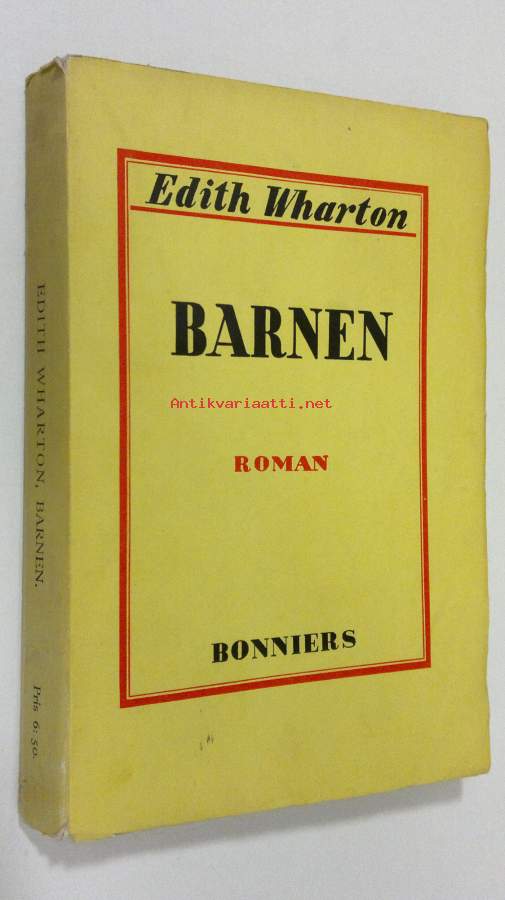 Edith Wharton
BARNEN
Antikvariaatti.net
ROMAN
BONNIERS
EDITH WHARTON, BARNEN.
Pris 6: 50.